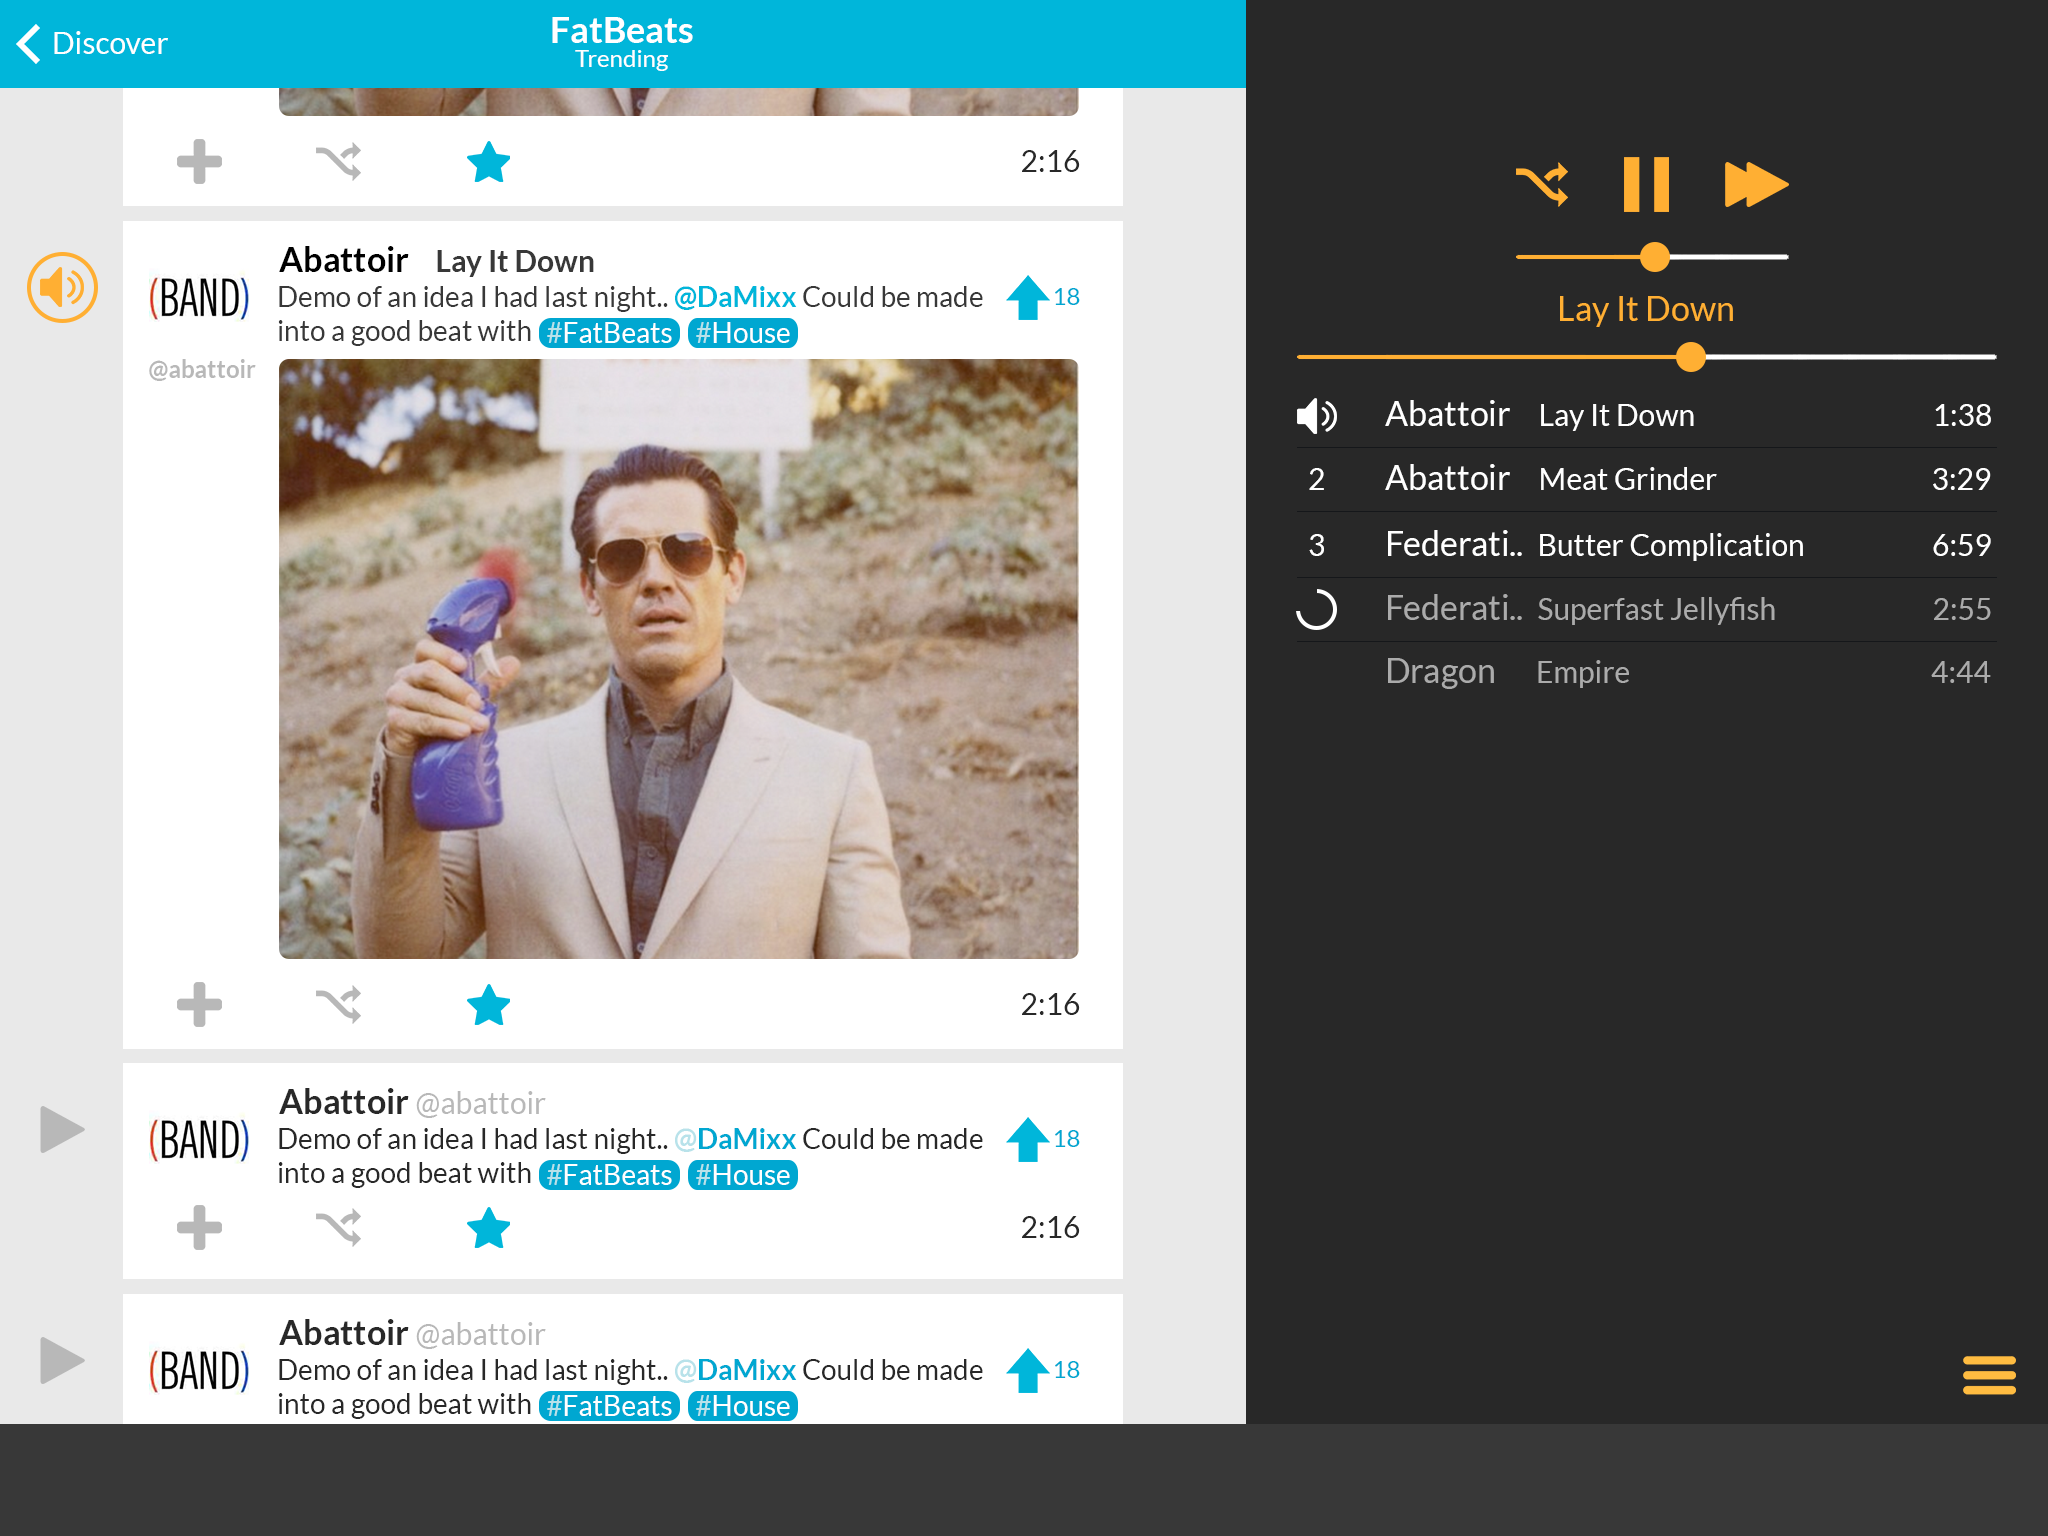 Discover
FatBeats
Trending
2:16
Abattoir Lay It Down
(BAND)
Demo of an idea I had last night.. @DaMixx Could be made
into a good beat with #FatBeats #House
18
@abattoir
2:16
Abattoir @abattoir
(BAND)
Demo of an idea I had last night.. @DaMixx Could be made
into a good beat with #FatBeats #House
18
2:16
Abattoir @abattoir
(BAND)
Demo of an idea I had last night.. @DaMixx Could be made
into a good beat with #FatBeats #House
18
Lay It Down
Abattoir Lay It Down 1:38
2 Abattoir Meat Grinder 3:29
3 Federati.. Butter Complication 6:59
Federati.. Superfast Jellyfish 2:55
Dragon Empire 4:44